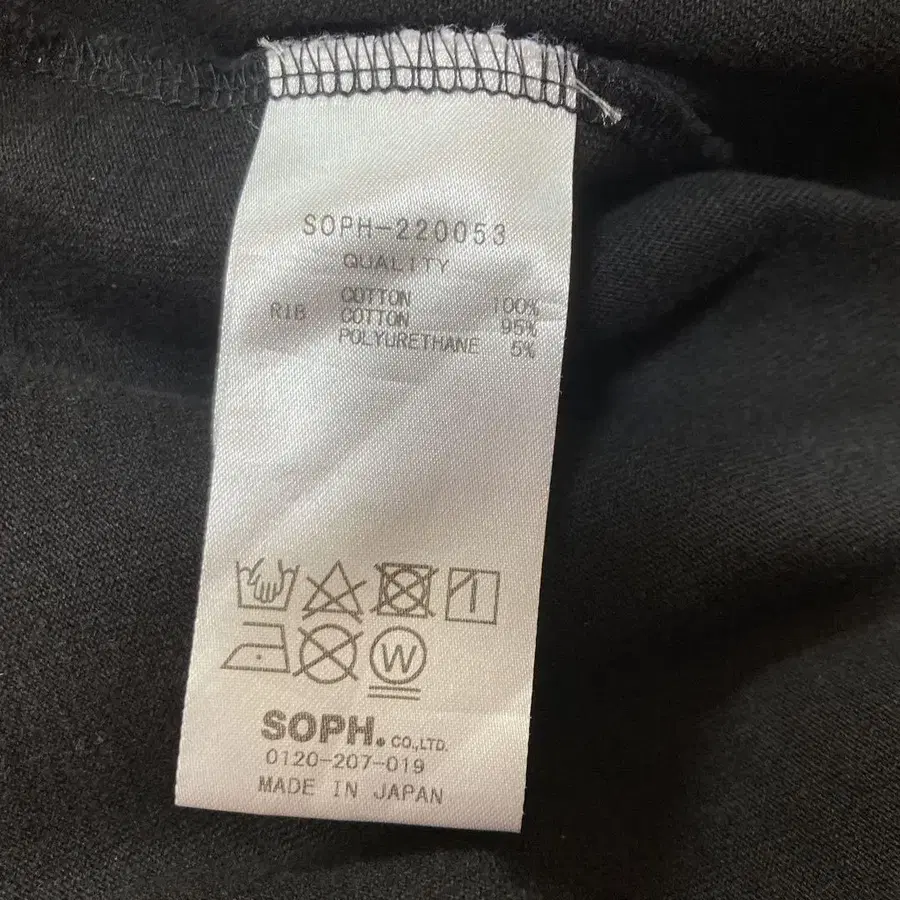 SOPH-220053
QUALITY
COTTON 100%
RIB COTTON 95%
POLYURETHANE 5%
W
SOPH. CO.,LTD.
0120-207-019
MADE IN JAPAN